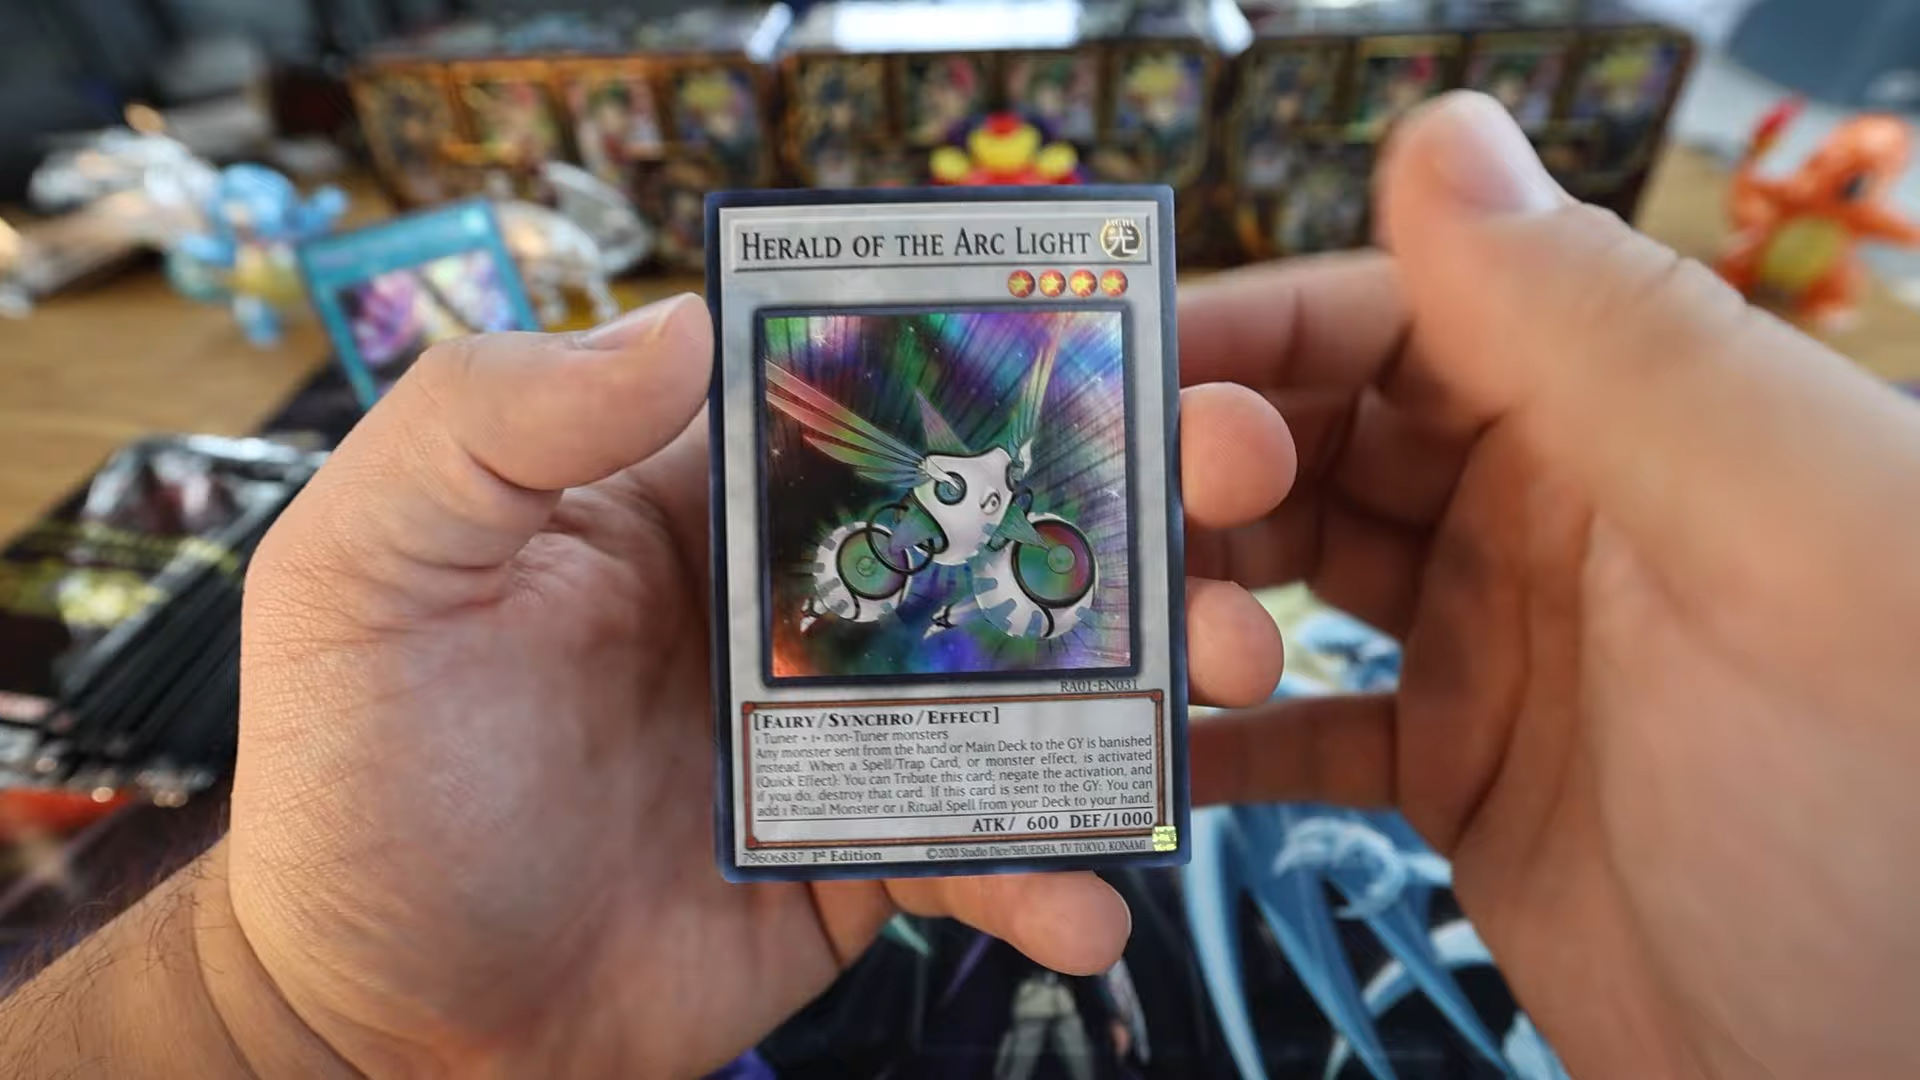 HERALD OF THE ARC LIGHT
LIGHT
光
RA01-EN031
[FAIRY/SYNCHRO/EFFECT]
1 Tuner + 1+ non-Tuner monsters
Any monster sent from the hand or Main Deck to the GY is banished
instead. When a Spell/Trap Card, or monster effect, is activated
(Quick Effect): You can Tribute this card; negate the activation, and
if you do, destroy that card. If this card is sent to the GY: You can
add 1 Ritual Monster or 1 Ritual Spell from your Deck to your hand.
ATK/ 600 DEF/1000
79606837 1st Edition ©2020 Studio Dice/SHUEISHA, TV TOKYO, KONAMI